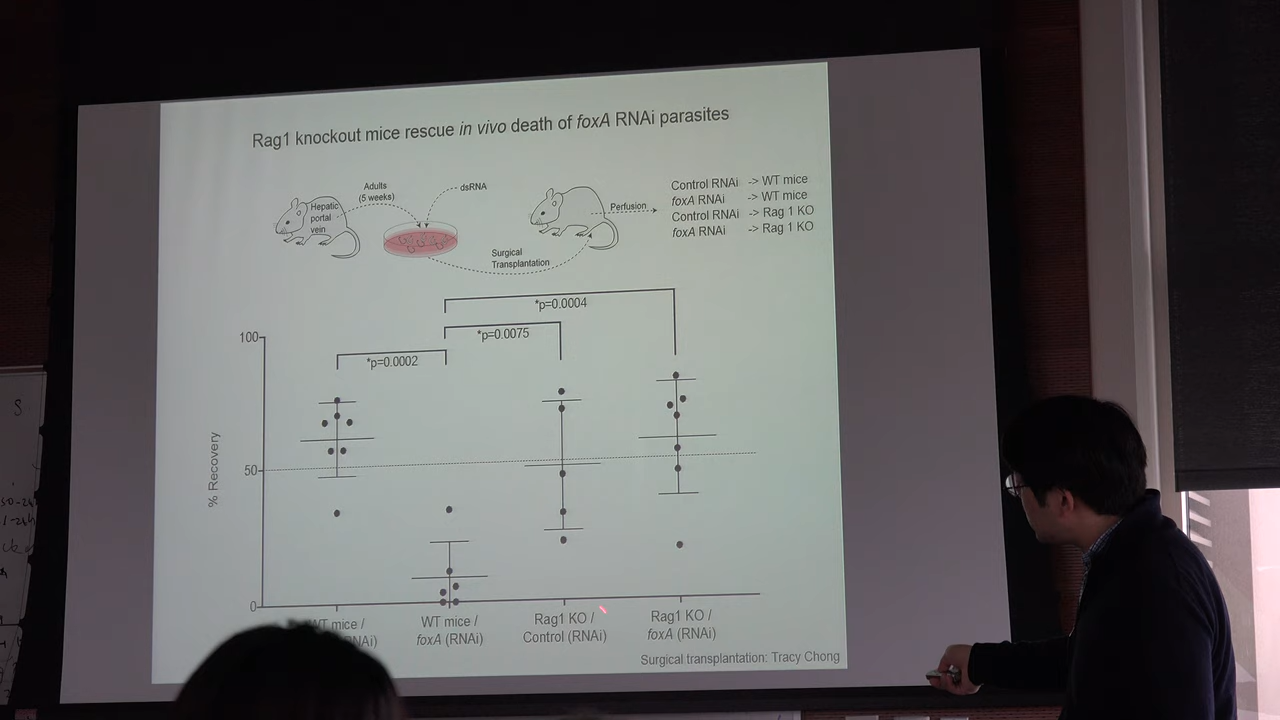 Rag1 knockout mice rescue in vivo death of foxA RNAi parasites
Hepatic
portal
vein
Adults
(5 weeks)
dsRNA
Surgical
Transplantation
Perfusion
Control RNAi -> WT mice
foxA RNAi -> WT mice
Control RNAi -> Rag 1 KO
foxA RNAi -> Rag 1 KO
*p=0.0004
*p=0.0075
*p=0.0002
100
50
0
% Recovery
WT mice /
WT mice /
foxA (RNAi)
Rag1 KO /
Control (RNAi)
Rag1 KO /
foxA (RNAi)
Surgical transplantation: Tracy Chong